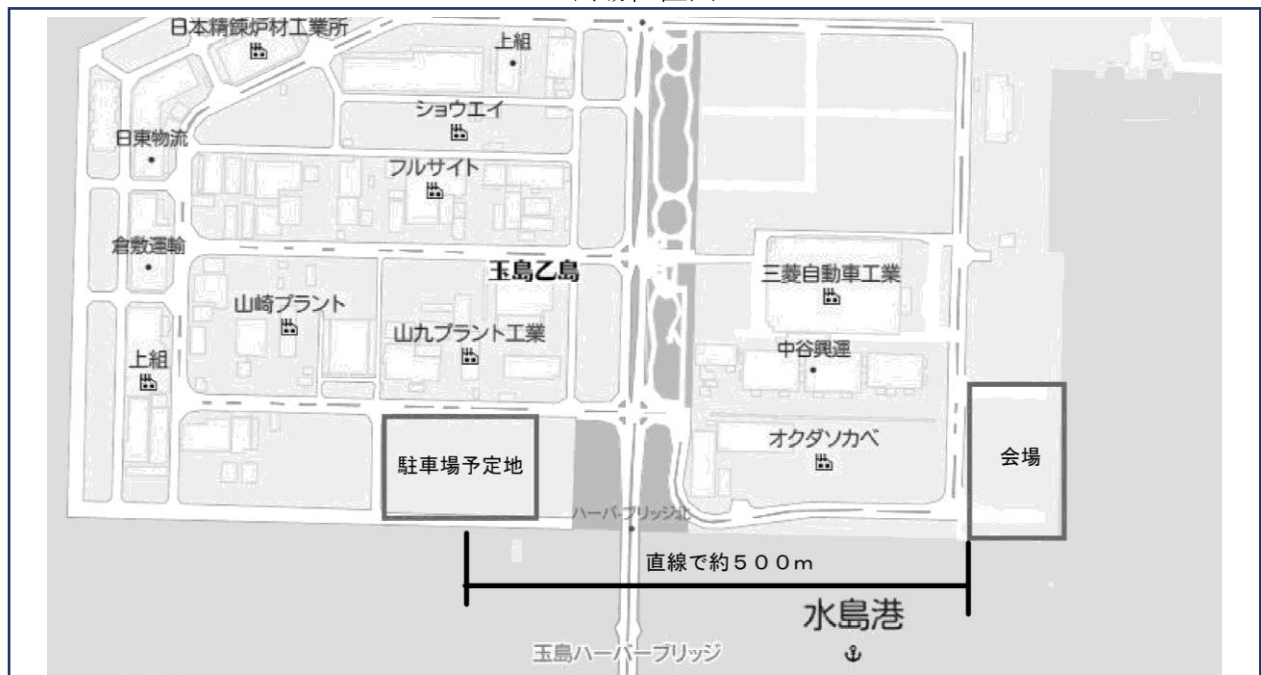 日本精錬炉材工業所
上組
ショウエイ
日東物流
フルサイト
倉敷運輸
玉島乙島
三菱自動車工業
山崎プラント
山九プラント工業
中谷興運
上組
オクダソカベ
会場
駐車場予定地
ハーバーブリッジ北
直線で約５００ｍ
水島港
玉島ハーバーブリッジ